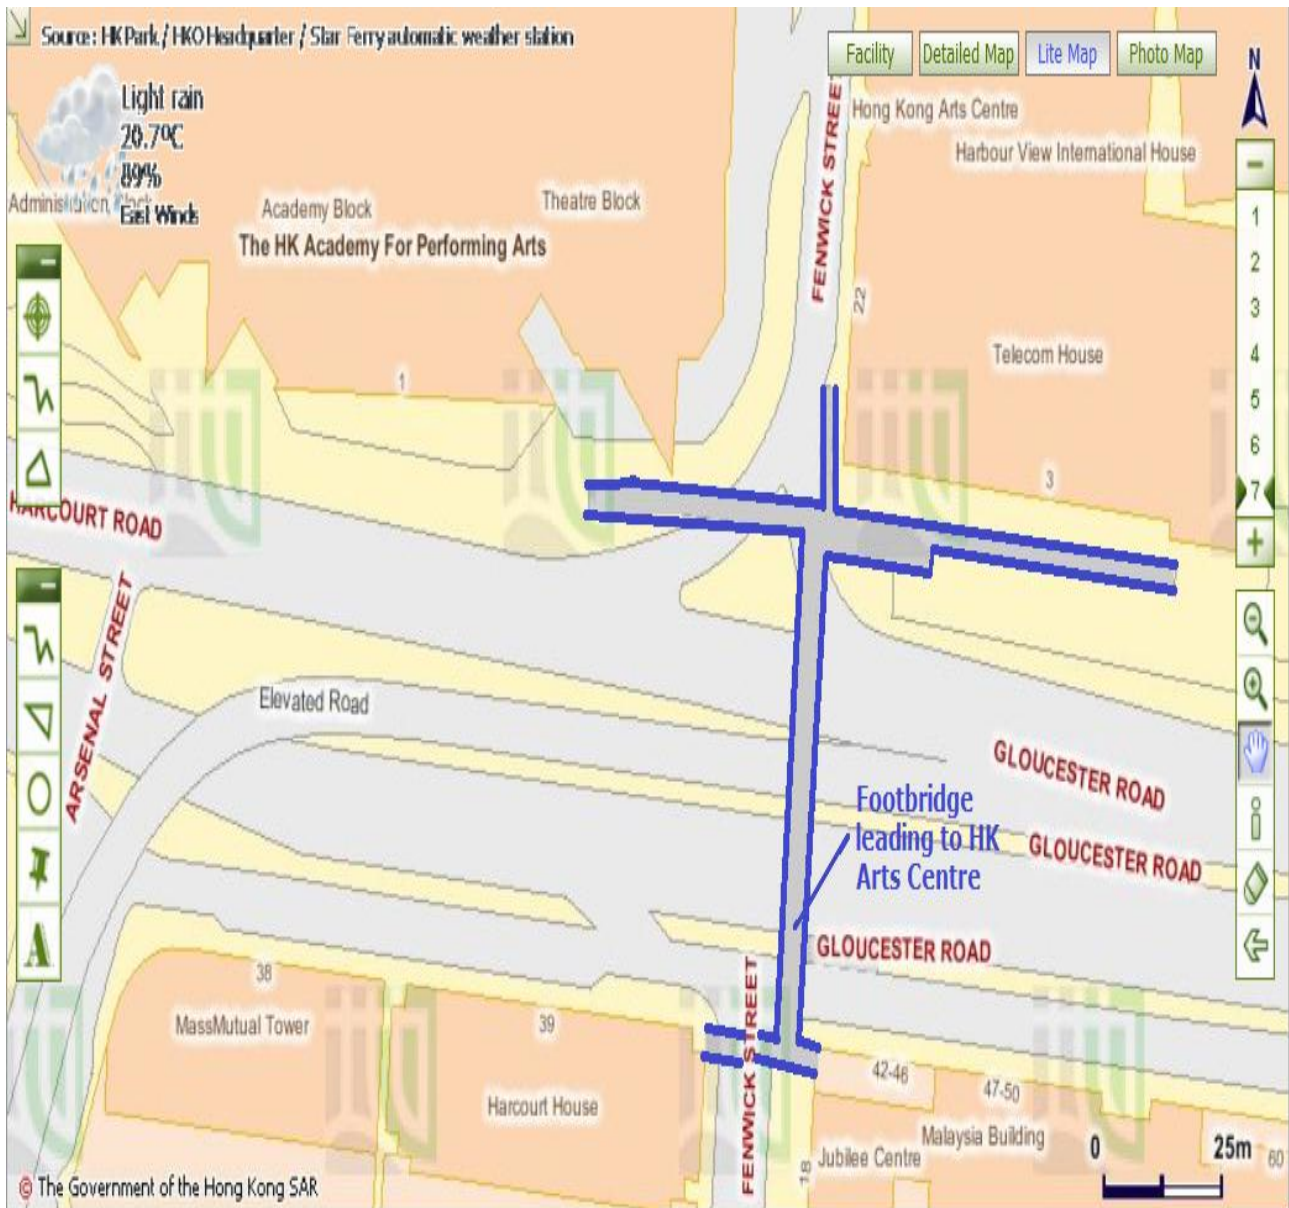 Source: HK Park / HKO Headquarter / Star Ferry automatic weather station
Facility
Detailed Map
Lite Map
Photo Map
N
Light rain
20.7ºC
89%
East Winds
Hong Kong Arts Centre
Harbour View International House
FENWICK STREET
Academy Block
Theatre Block
The HK Academy For Performing Arts
22
Telecom House
1
3
1
2
3
4
5
6
7
HARCOURT ROAD
ARSENAL STREET
Elevated Road
GLOUCESTER ROAD
Footbridge
leading to HK
Arts Centre
GLOUCESTER ROAD
GLOUCESTER ROAD
FENWICK STREET
38
MassMutual Tower
39
Harcourt House
42-46
47-50
Malaysia Building
Jubilee Centre
18
60
0 25m
A
© The Government of the Hong Kong SAR